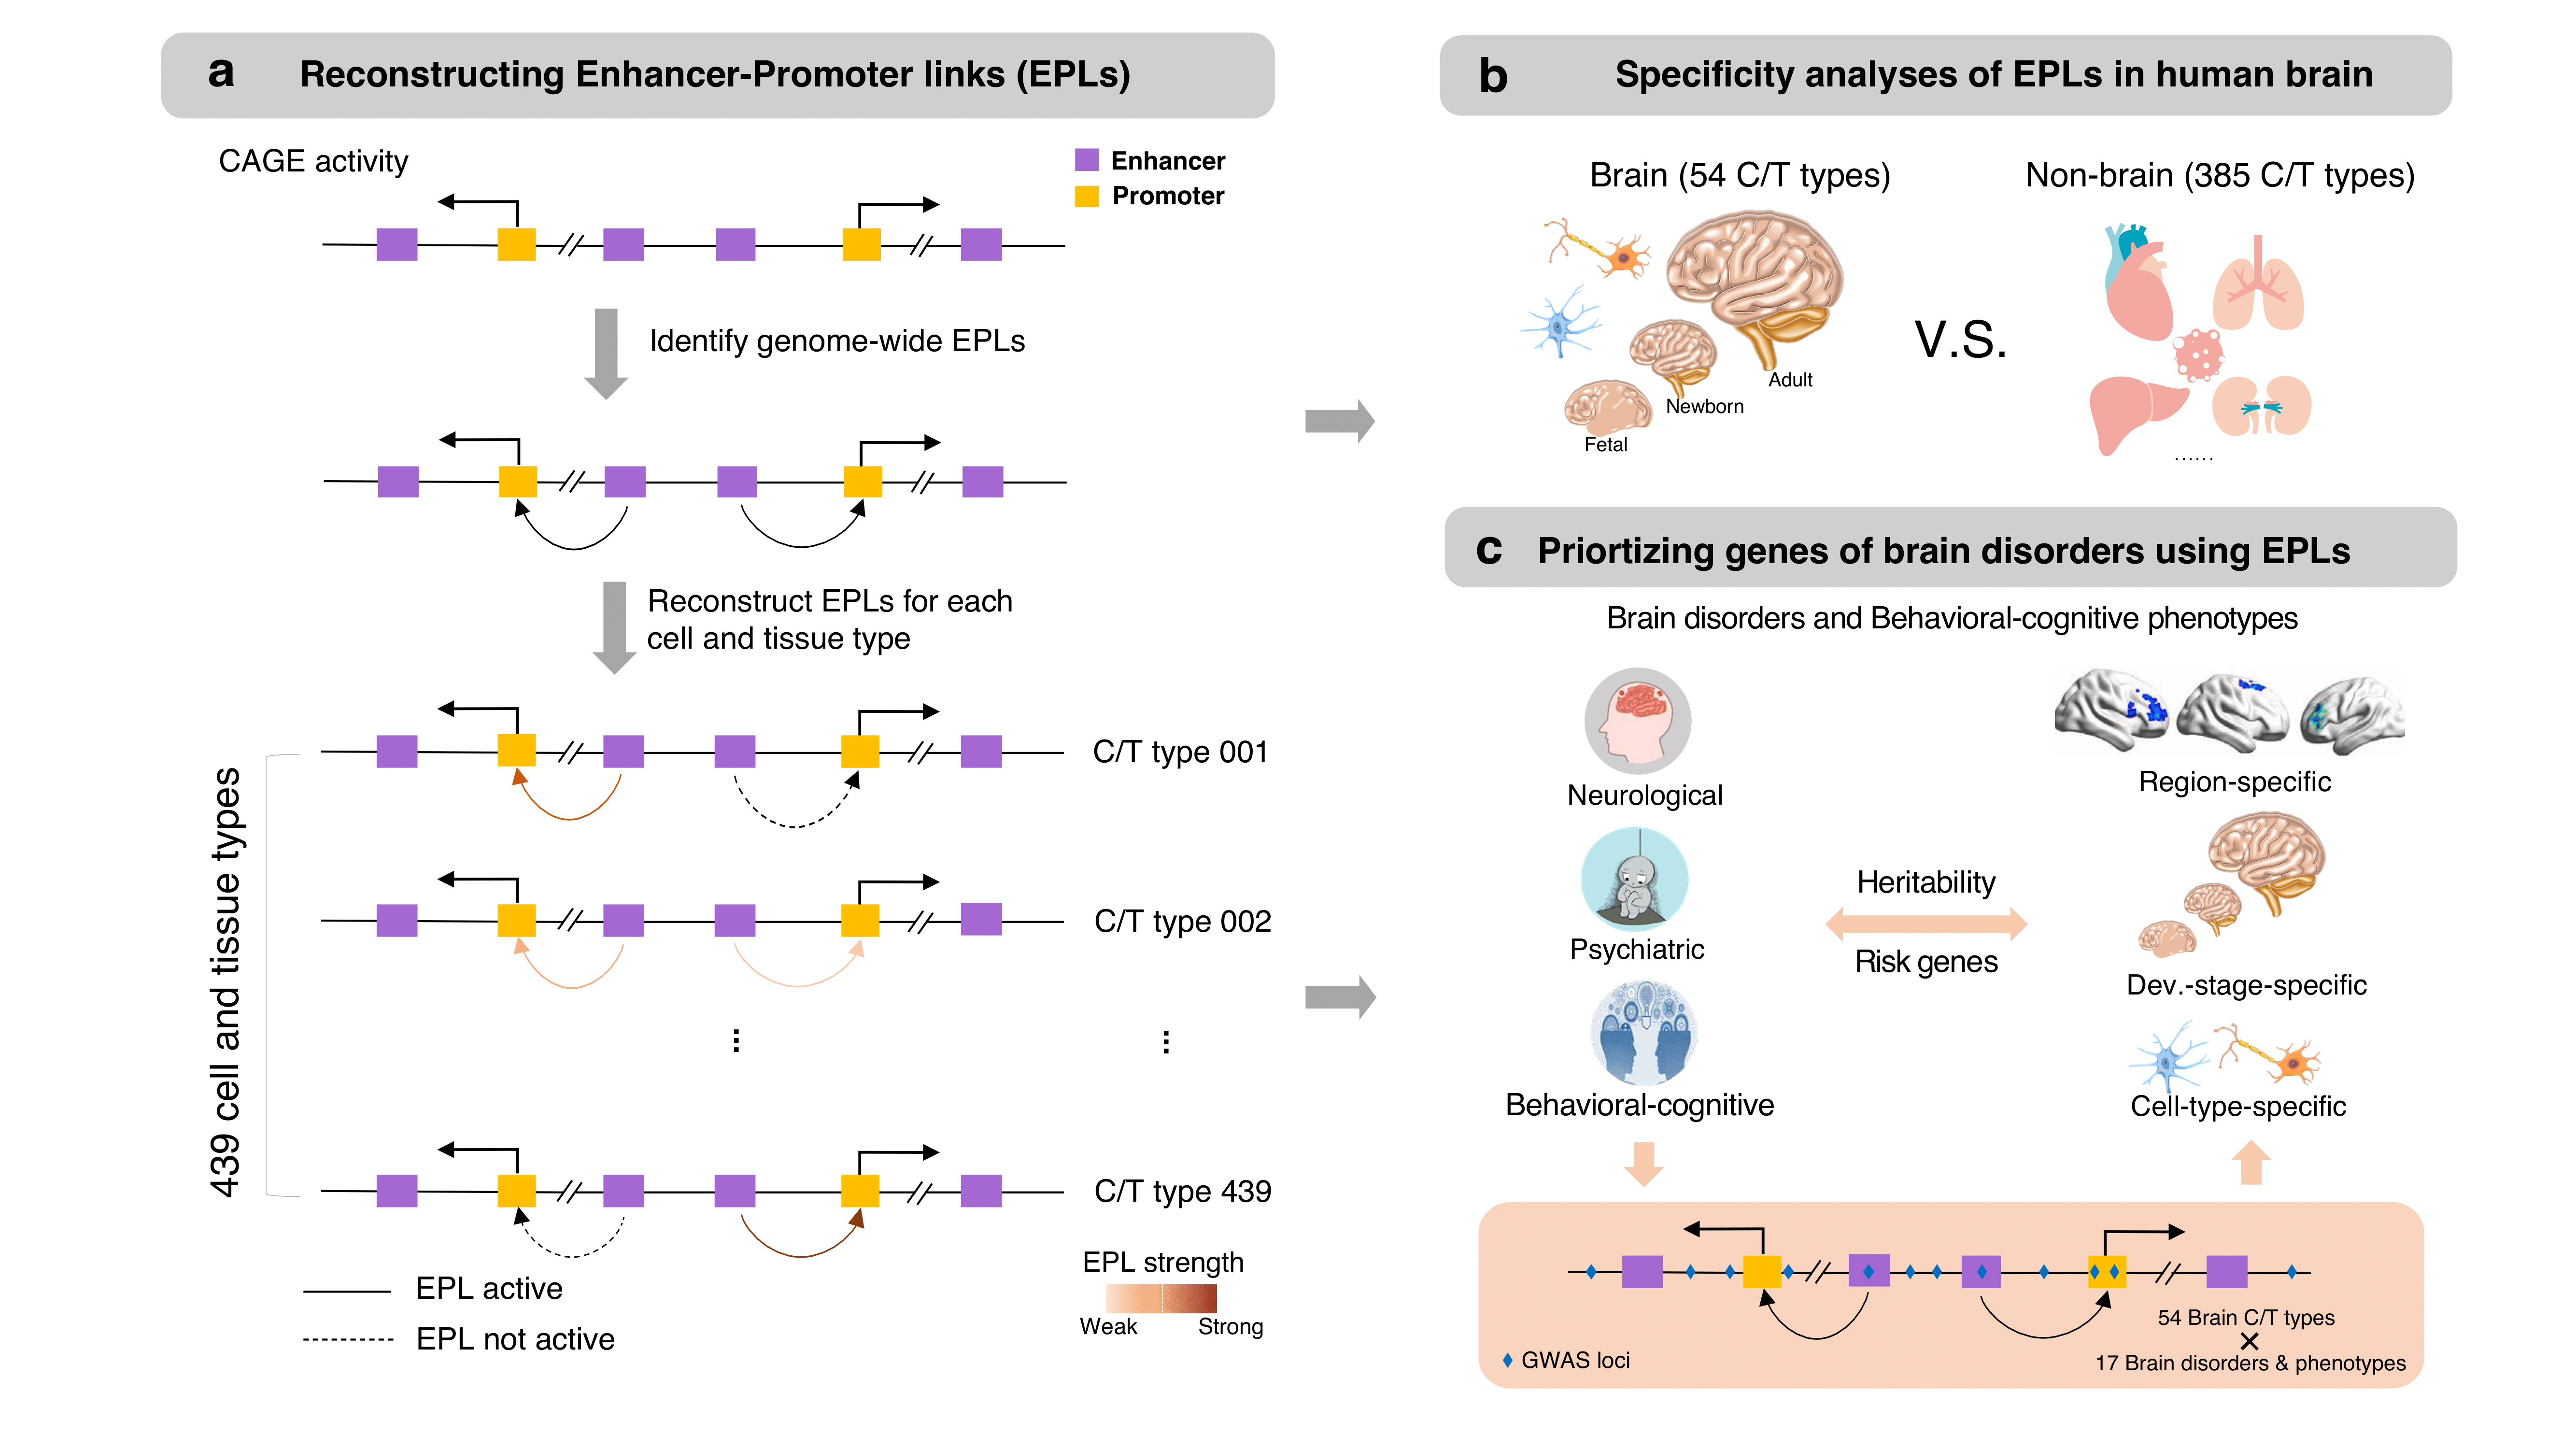 a Reconstructing Enhancer-Promoter links (EPLs)
CAGE activity
Enhancer
Promoter
Identify genome-wide EPLs
Reconstruct EPLs for each
cell and tissue type
439 cell and tissue types
C/T type 001
C/T type 002
...
...
C/T type 439
EPL active
EPL not active
EPL strength
Weak Strong
b Specificity analyses of EPLs in human brain
Brain (54 C/T types)
Non-brain (385 C/T types)
V.S.
Adult
Newborn
Fetal
......
c Priortizing genes of brain disorders using EPLs
Brain disorders and Behavioral-cognitive phenotypes
Neurological
Psychiatric
Behavioral-cognitive
Heritability
Risk genes
Region-specific
Dev.-stage-specific
Cell-type-specific
GWAS loci
54 Brain C/T types
×
17 Brain disorders & phenotypes